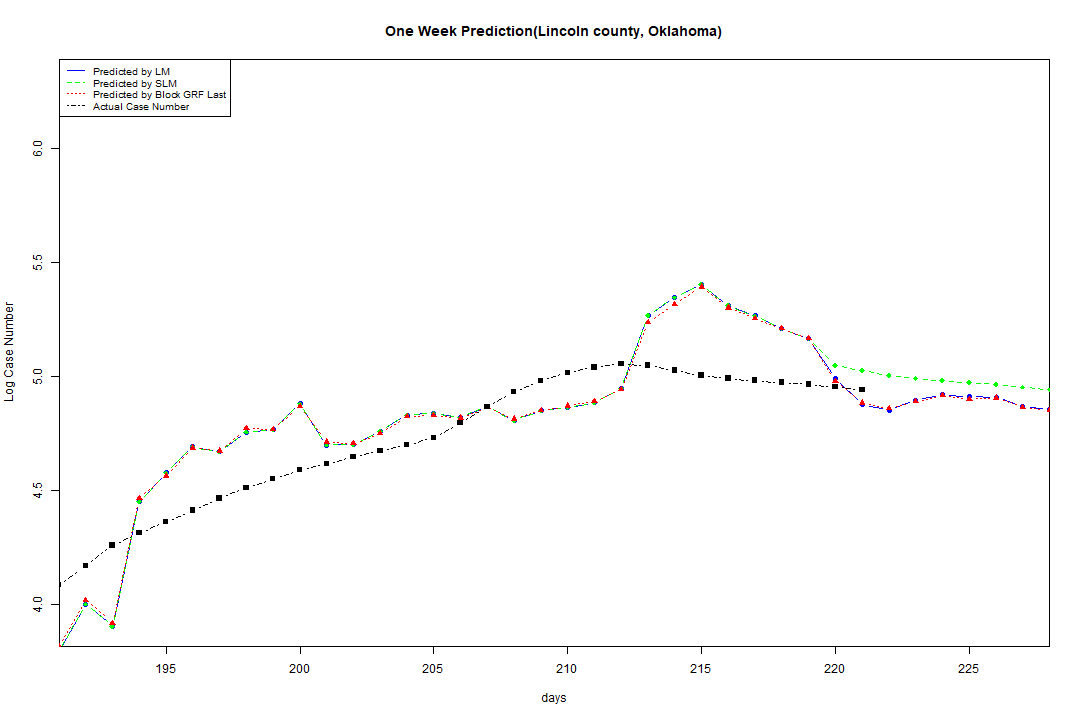 One Week Prediction(Lincoln county, Oklahoma)
Predicted by LM
Predicted by SLM
Predicted by Block GRF Last
Actual Case Number
6.0
5.5
5.0
4.5
4.0
Log Case Number
195 200 205 210 215 220 225
days